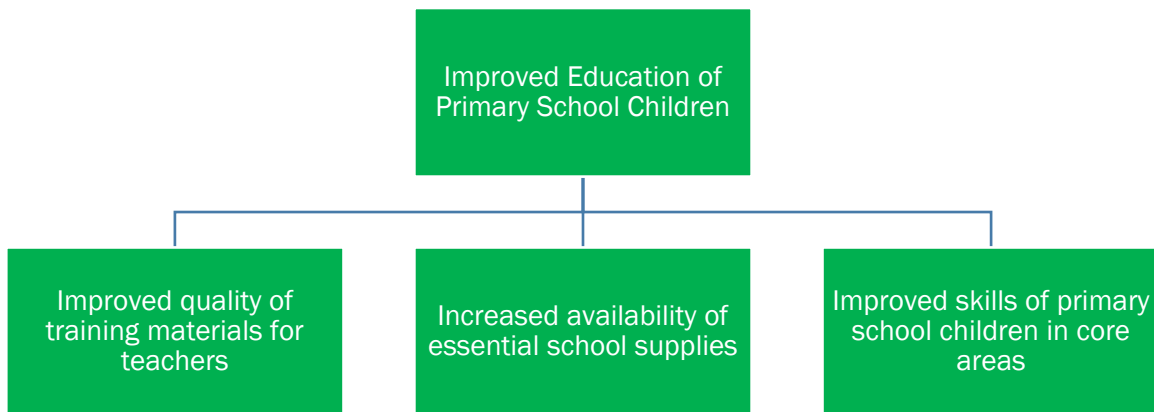 Improved Education of
Primary School Children
Improved quality of
training materials for
teachers
Increased availability of
essential school supplies
Improved skills of primary
school children in core
areas